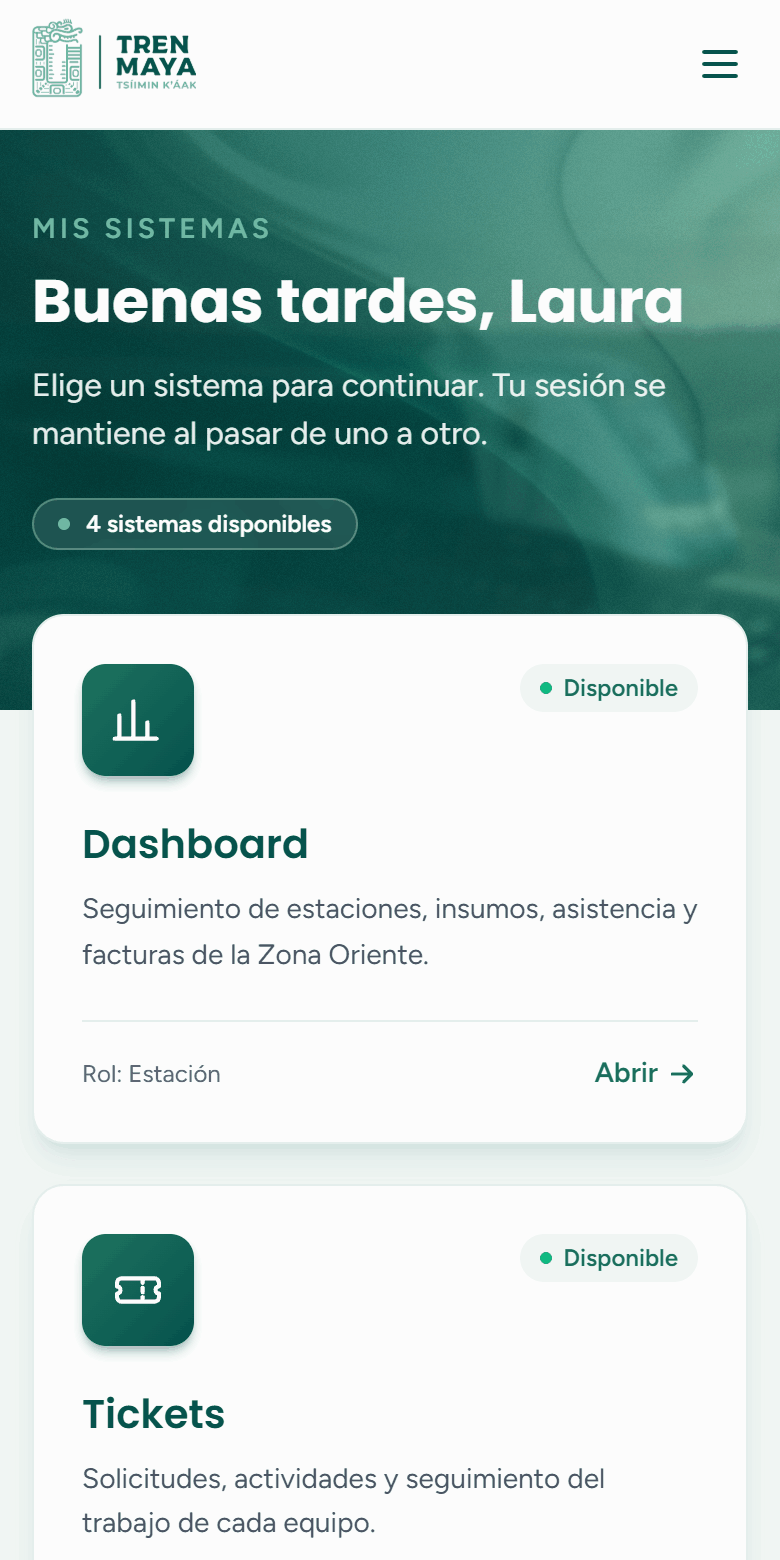 TREN
MAYA
TSÍIMIN K'ÁAK
MIS SISTEMAS
Buenas tardes, Laura
Elige un sistema para continuar. Tu sesión se
mantiene al pasar de uno a otro.
4 sistemas disponibles
Disponible
Dashboard
Seguimiento de estaciones, insumos, asistencia y
facturas de la Zona Oriente.
Rol: Estación
Abrir →
Disponible
Tickets
Solicitudes, actividades y seguimiento del
trabajo de cada equipo.